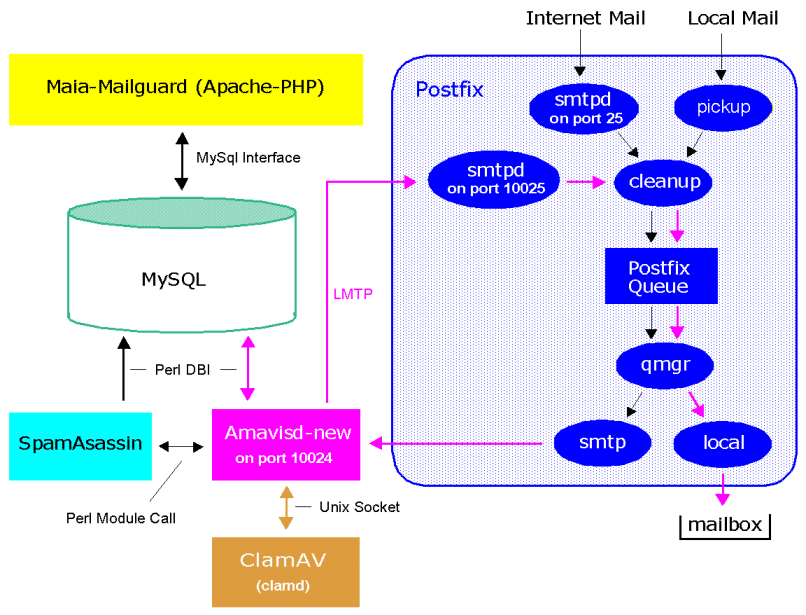 Internet Mail
Local Mail
Maia-Mailguard (Apache-PHP)
Postfix
smtpd
on port 25
pickup
MySql Interface
smtpd
on port 10025
cleanup
MySQL
Postfix
Queue
LMTP
Perl DBI
qmgr
SpamAsassin
Amavisd-new
on port 10024
smtp
local
Perl Module Call
Unix Socket
mailbox
ClamAV
(clamd)